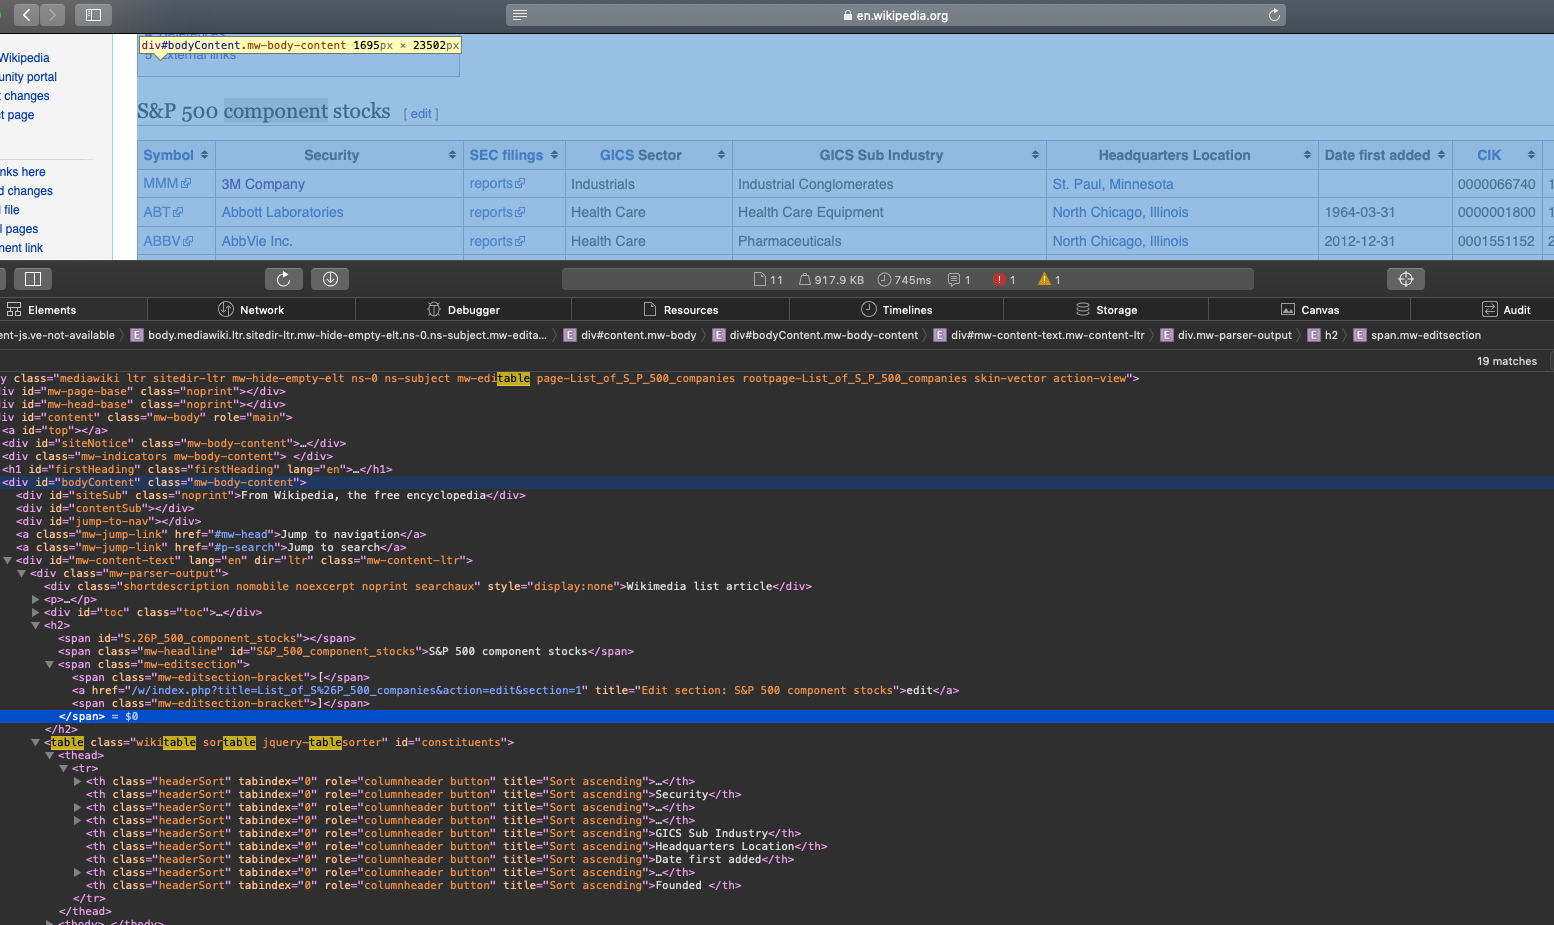 en.wikipedia.org
div#bodyContent.mw-body-content 1695px × 23502px
5 External links
Wikipedia
unity portal
t changes
ct page
nks here
d changes
l file
l pages
nent link
S&P 500 component stocks [ edit ]
Symbol Security SEC filings GICS Sector GICS Sub Industry Headquarters Location Date first added CIK
MMM 3M Company reports Industrials Industrial Conglomerates St. Paul, Minnesota 0000066740 1
ABT Abbott Laboratories reports Health Care Health Care Equipment North Chicago, Illinois 1964-03-31 0000001800 1
ABBV AbbVie Inc. reports Health Care Pharmaceuticals North Chicago, Illinois 2012-12-31 0001551152 2
11 917.9 KB 745ms 1 1 1
Elements Network Debugger Resources Timelines Storage Canvas Audit
ent-js.ve-not-available E body.mediawiki.ltr.sitedir-ltr.mw-hide-empty-elt.ns-0.ns-subject.mw-edita... E div#content.mw-body E div#bodyContent.mw-body-content E div#mw-content-text.mw-content-ltr E div.mw-parser-output E h2 E span.mw-editsection
19 matches
y class="mediawiki ltr sitedir-ltr mw-hide-empty-elt ns-0 ns-subject mw-editable page-List_of_S_P_500_companies rootpage-List_of_S_P_500_companies skin-vector action-view">
iv id="mw-page-base" class="noprint"></div>
iv id="mw-head-base" class="noprint"></div>
iv id="content" class="mw-body" role="main">
<a id="top"></a>
<div id="siteNotice" class="mw-body-content">…</div>
<div class="mw-indicators mw-body-content"> </div>
<h1 id="firstHeading" class="firstHeading" lang="en">…</h1>
<div id="bodyContent" class="mw-body-content">
<div id="siteSub" class="noprint">From Wikipedia, the free encyclopedia</div>
<div id="contentSub"></div>
<div id="jump-to-nav"></div>
<a class="mw-jump-link" href="#mw-head">Jump to navigation</a>
<a class="mw-jump-link" href="#p-search">Jump to search</a>
<div id="mw-content-text" lang="en" dir="ltr" class="mw-content-ltr">
<div class="mw-parser-output">
<div class="shortdescription nomobile noexcerpt noprint searchaux" style="display:none">Wikimedia list article</div>
<p>…</p>
<div id="toc" class="toc">…</div>
<h2>
<span id="S.26P_500_component_stocks"></span>
<span class="mw-headline" id="S&P_500_component_stocks">S&P 500 component stocks</span>
<span class="mw-editsection">
<span class="mw-editsection-bracket">[</span>
<a href="/w/index.php?title=List_of_S%26P_500_companies&action=edit&section=1" title="Edit section: S&P 500 component stocks">edit</a>
<span class="mw-editsection-bracket">]</span>
</span> = $0
</h2>
<table class="wikitable sortable jquery-tablesorter" id="constituents">
<thead>
<tr>
<th class="headerSort" tabindex="0" role="columnheader button" title="Sort ascending">…</th>
<th class="headerSort" tabindex="0" role="columnheader button" title="Sort ascending">Security</th>
<th class="headerSort" tabindex="0" role="columnheader button" title="Sort ascending">…</th>
<th class="headerSort" tabindex="0" role="columnheader button" title="Sort ascending">…</th>
<th class="headerSort" tabindex="0" role="columnheader button" title="Sort ascending">GICS Sub Industry</th>
<th class="headerSort" tabindex="0" role="columnheader button" title="Sort ascending">Headquarters Location</th>
<th class="headerSort" tabindex="0" role="columnheader button" title="Sort ascending">Date first added</th>
<th class="headerSort" tabindex="0" role="columnheader button" title="Sort ascending">…</th>
<th class="headerSort" tabindex="0" role="columnheader button" title="Sort ascending">Founded </th>
</tr>
</thead>
<tbody>…</tbody>